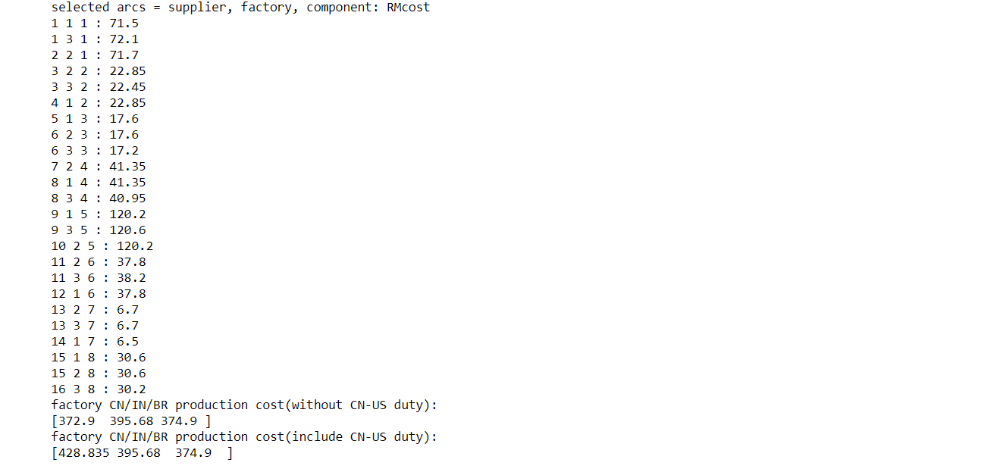 selected arcs = supplier, factory, component: RMcost
1 1 1 : 71.5
1 3 1 : 72.1
2 2 1 : 71.7
3 2 2 : 22.85
3 3 2 : 22.45
4 1 2 : 22.85
5 1 3 : 17.6
6 2 3 : 17.6
6 3 3 : 17.2
7 2 4 : 41.35
8 1 4 : 41.35
8 3 4 : 40.95
9 1 5 : 120.2
9 3 5 : 120.6
10 2 5 : 120.2
11 2 6 : 37.8
11 3 6 : 38.2
12 1 6 : 37.8
13 2 7 : 6.7
13 3 7 : 6.7
14 1 7 : 6.5
15 1 8 : 30.6
15 2 8 : 30.6
16 3 8 : 30.2
factory CN/IN/BR production cost(without CN-US duty):
[372.9  395.68 374.9 ]
factory CN/IN/BR production cost(include CN-US duty):
[428.835 395.68  374.9  ]